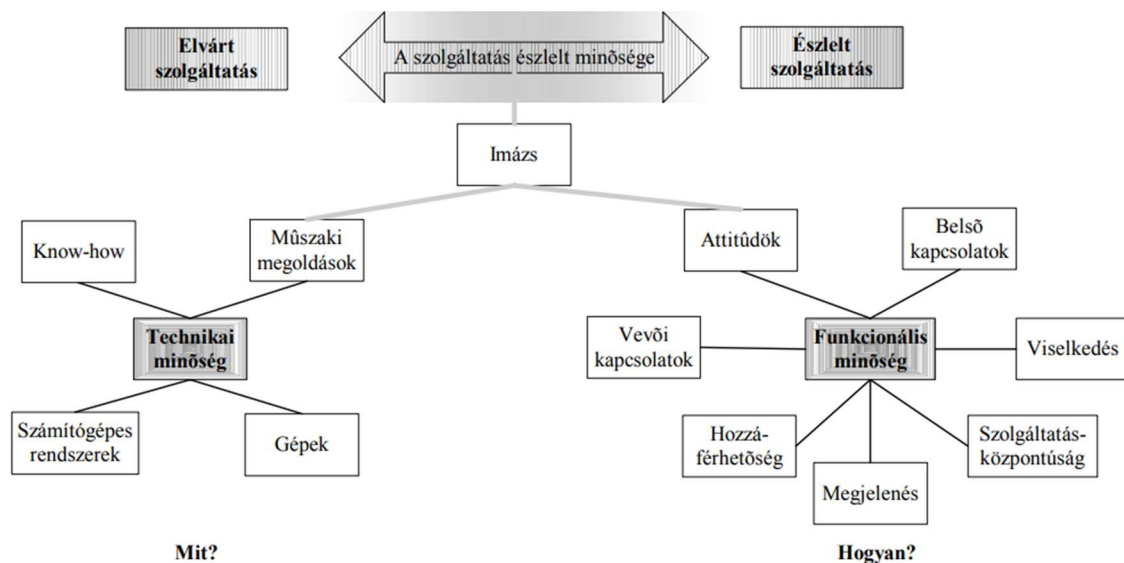 Elvárt
szolgáltatás
A szolgáltatás észlelt minõsége
Észlelt
szolgáltatás
Imázs
Know-how
Mûszaki
megoldások
Attitûdök
Belsõ
kapcsolatok
Technikai
minõség
Vevõi
kapcsolatok
Funkcionális
minõség
Viselkedés
Számítógépes
rendszerek
Gépek
Hozzá-
férhetõség
Megjelenés
Szolgáltatás-
központúság
Mit?
Hogyan?